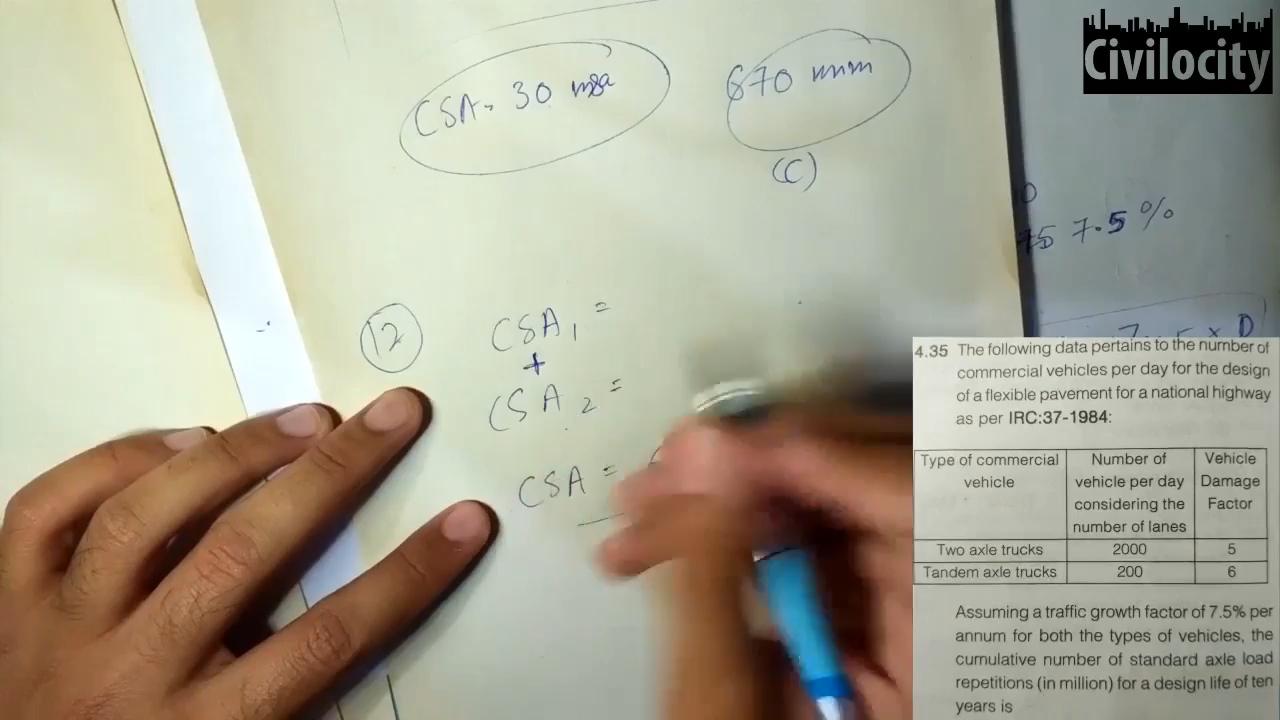 Civilocity
CSA = 30 msa
670 mm
(C)
7.5 %
12
CSA1 =
+
CSA2 =
CSA =
4.35 The following data pertains to the number of
commercial vehicles per day for the design
of a flexible pavement for a national highway
as per IRC:37-1984:
Type of commercial vehicle
Number of vehicle per day considering the number of lanes
Vehicle Damage Factor
Two axle trucks 2000 5
Tandem axle trucks 200 6
Assuming a traffic growth factor of 7.5% per
annum for both the types of vehicles, the
cumulative number of standard axle load
repetitions (in million) for a design life of ten
years is